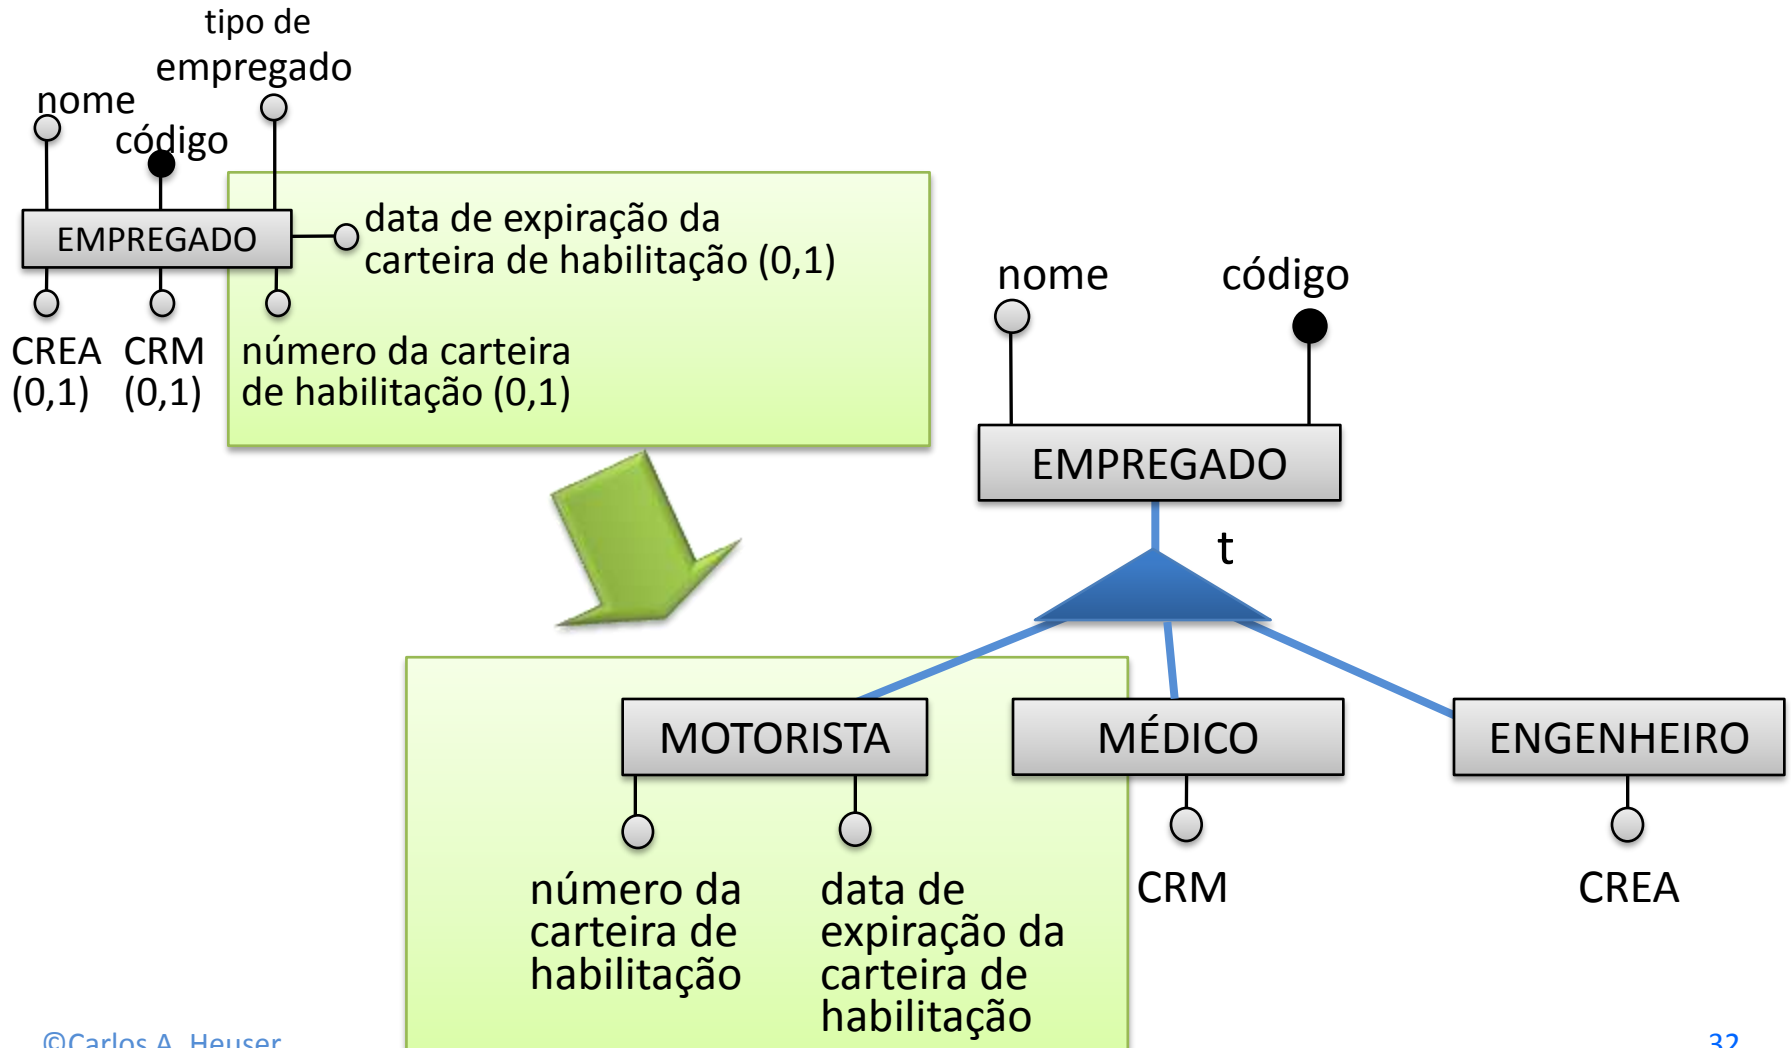 tipo de
empregado
nome
código
EMPREGADO
data de expiração da
carteira de habilitação (0,1)
CREA
(0,1)
CRM
(0,1)
número da carteira
de habilitação (0,1)
nome
código
EMPREGADO
t
MOTORISTA
MÉDICO
ENGENHEIRO
número da
carteira de
habilitação
data de
expiração da
carteira de
habilitação
CRM
CREA
©Carlos A. Heuser
32